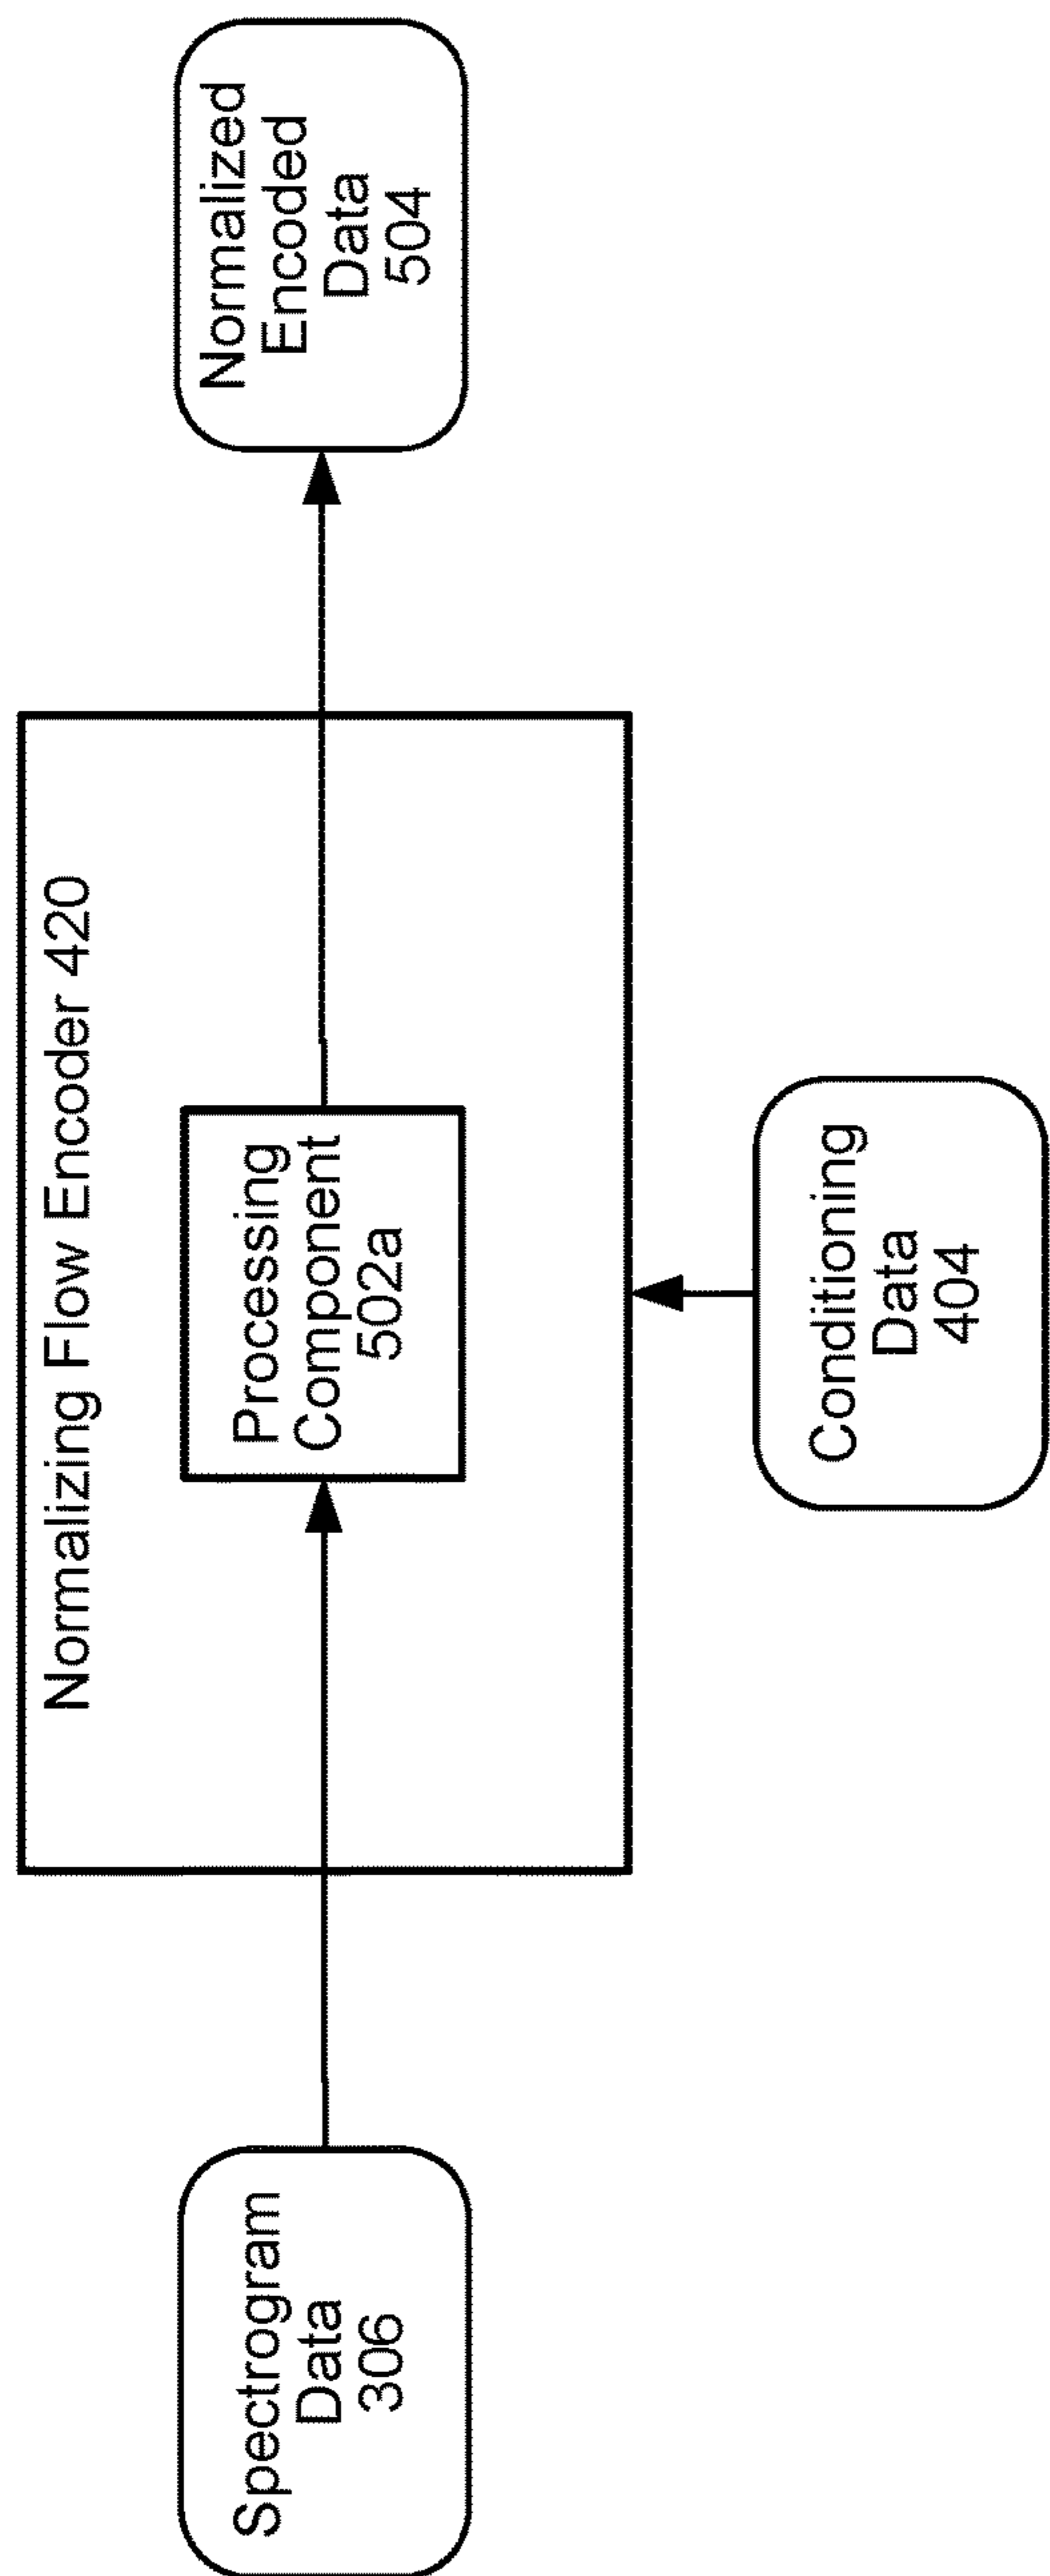 Normalizing Flow Encoder 420
Spectrogram
Data
306
Processing
Component
502a
Normalized
Encoded
Data
504
Conditioning
Data
404